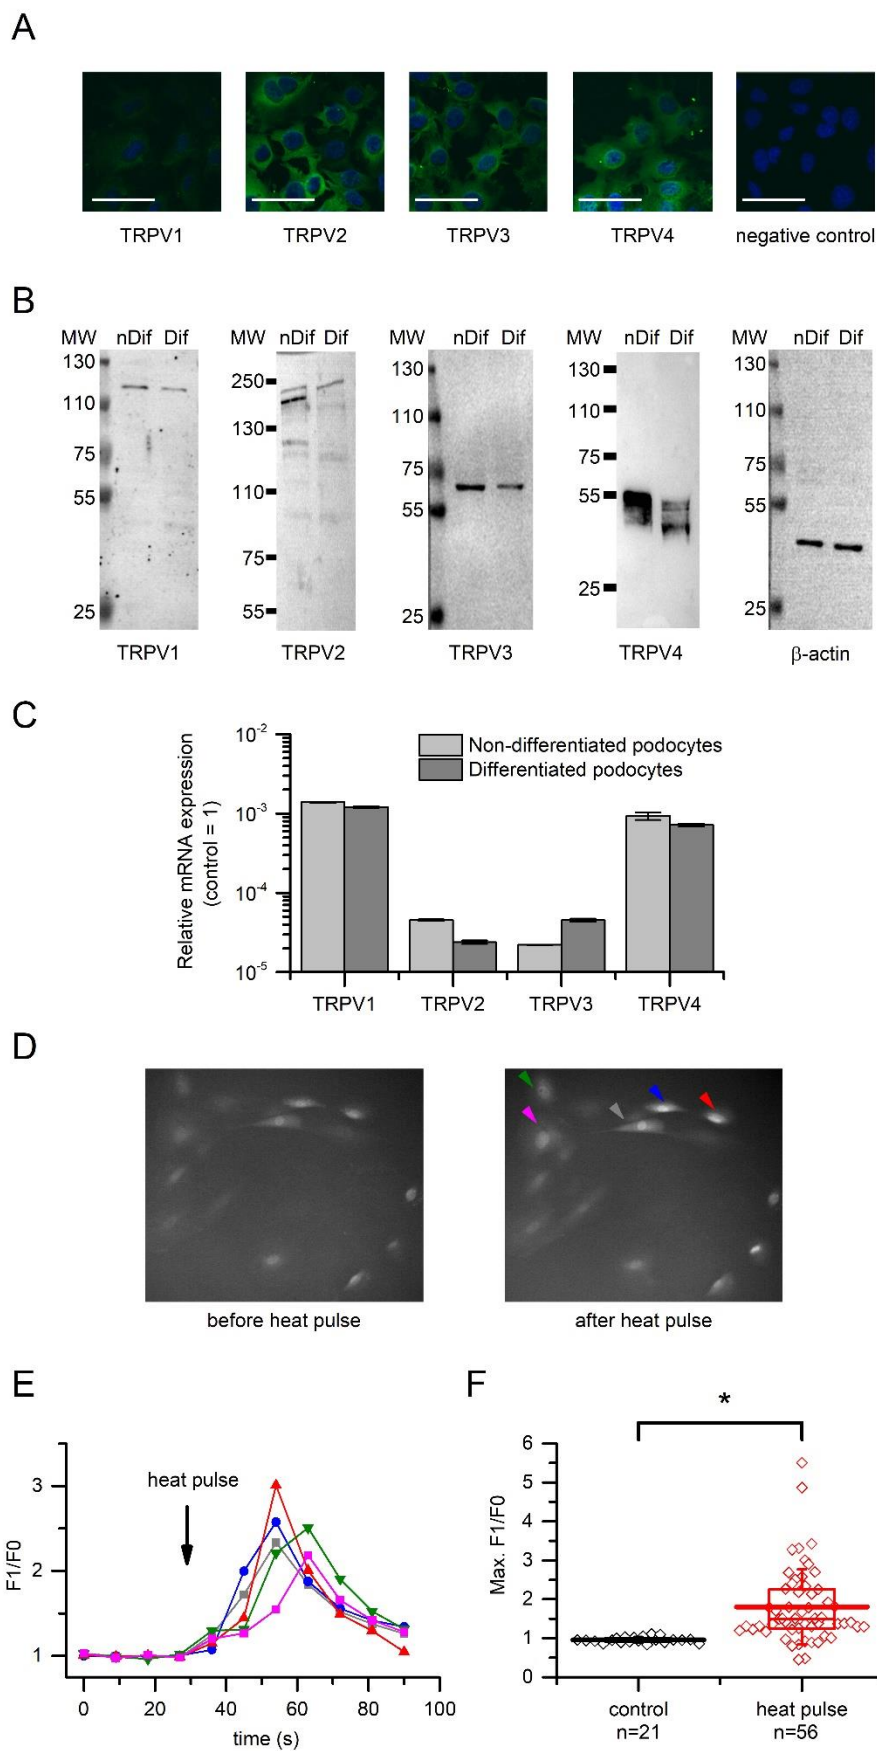 A
TRPV1 TRPV2 TRPV3 TRPV4 negative control
B
MW nDif Dif MW nDif Dif MW nDif Dif MW nDif Dif MW nDif Dif
130 110 75 55 25
250 130 110 75 55
130 110 75 55 25
130 110 75 55 25
130 110 75 55 25
TRPV1 TRPV2 TRPV3 TRPV4 β-actin
C
Relative mRNA expression
(control = 1)
10-2
10-3
10-4
10-5
Non-differentiated podocytes
Differentiated podocytes
TRPV1 TRPV2 TRPV3 TRPV4
D
before heat pulse after heat pulse
E
F1/F0
3
2
1
heat pulse
0 20 40 60 80 100
time (s)
F
*
Max. F1/F0
6
5
4
3
2
1
0
control heat pulse
n=21 n=56